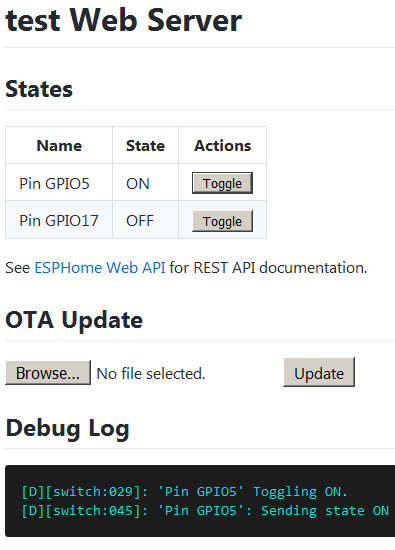 test Web Server
States
Name State Actions
Pin GPIO5 ON Toggle
Pin GPIO17 OFF Toggle
See ESPHome Web API for REST API documentation.
OTA Update
Browse... No file selected. Update
Debug Log
[D][switch:029]: 'Pin GPIO5' Toggling ON.
[D][switch:045]: 'Pin GPIO5': Sending state ON